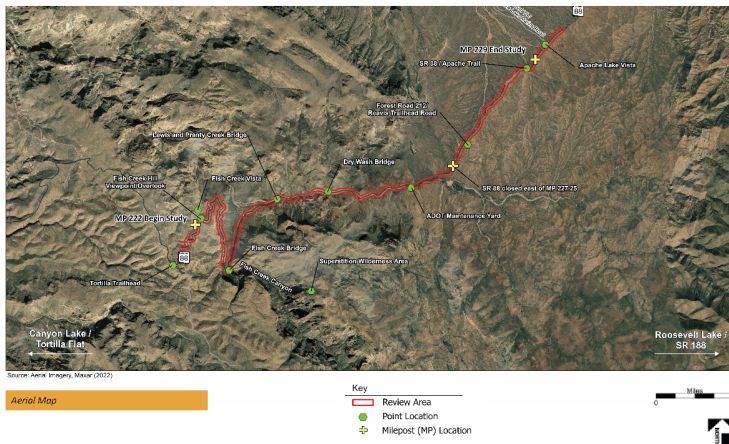 88
MP 229 End Study
SR 88 / Apache Trail
Apache Lake Vista
Forest Road 212/
Reavis Trailhead Road
Lewis and Pranty Creek Bridge
Dry Wash Bridge
Fish Creek Hill
Viewpoint/Overlook
Fish Creek Vista
SR 88 closed east of MP 227.25
MP 222 Begin Study
ADOT Maintenance Yard
88
Fish Creek Bridge
Fish Creek Canyon
Superstition Wilderness Area
Tortilla Trailhead
Canyon Lake /
Tortilla Flat
Roosevelt Lake /
SR 188
Source: Aerial Imagery, Maxar (2022)
Aerial Map
Key
Review Area
Point Location
Milepost (MP) Location
Miles
0
NORTH